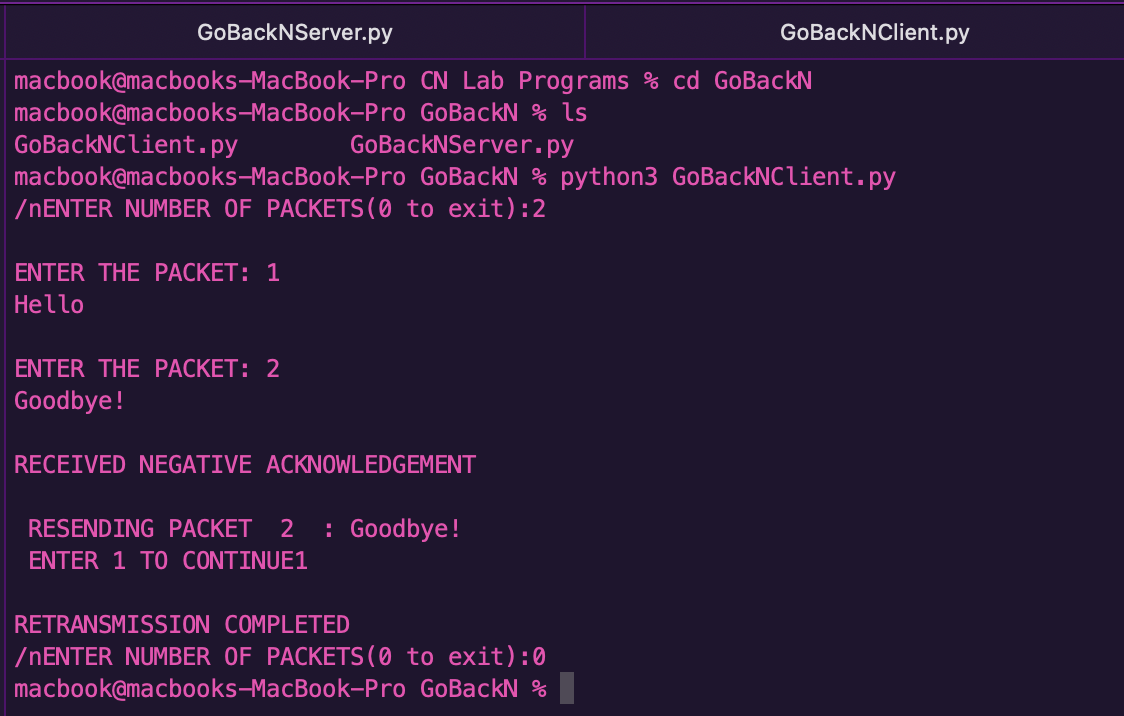 GoBackNServer.py
GoBackNClient.py
macbook@macbooks-MacBook-Pro CN Lab Programs % cd GoBackN
macbook@macbooks-MacBook-Pro GoBackN % ls
GoBackNClient.py        GoBackNServer.py
macbook@macbooks-MacBook-Pro GoBackN % python3 GoBackNClient.py
/nENTER NUMBER OF PACKETS(0 to exit):2
ENTER THE PACKET: 1
Hello
ENTER THE PACKET: 2
Goodbye!
RECEIVED NEGATIVE ACKNOWLEDGEMENT
RESENDING PACKET  2  : Goodbye!
ENTER 1 TO CONTINUE1
RETRANSMISSION COMPLETED
/nENTER NUMBER OF PACKETS(0 to exit):0
macbook@macbooks-MacBook-Pro GoBackN %